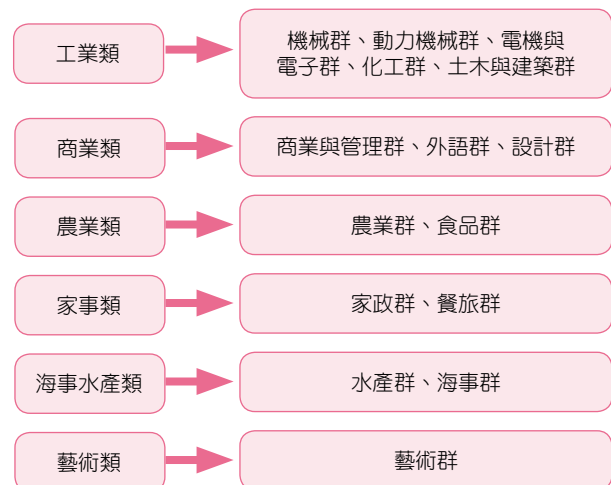 工業類
機械群、動力機械群、電機與
電子群、化工群、土木與建築群
商業類
商業與管理群、外語群、設計群
農業類
農業群、食品群
家事類
家政群、餐旅群
海事水產類
水產群、海事群
藝術類
藝術群